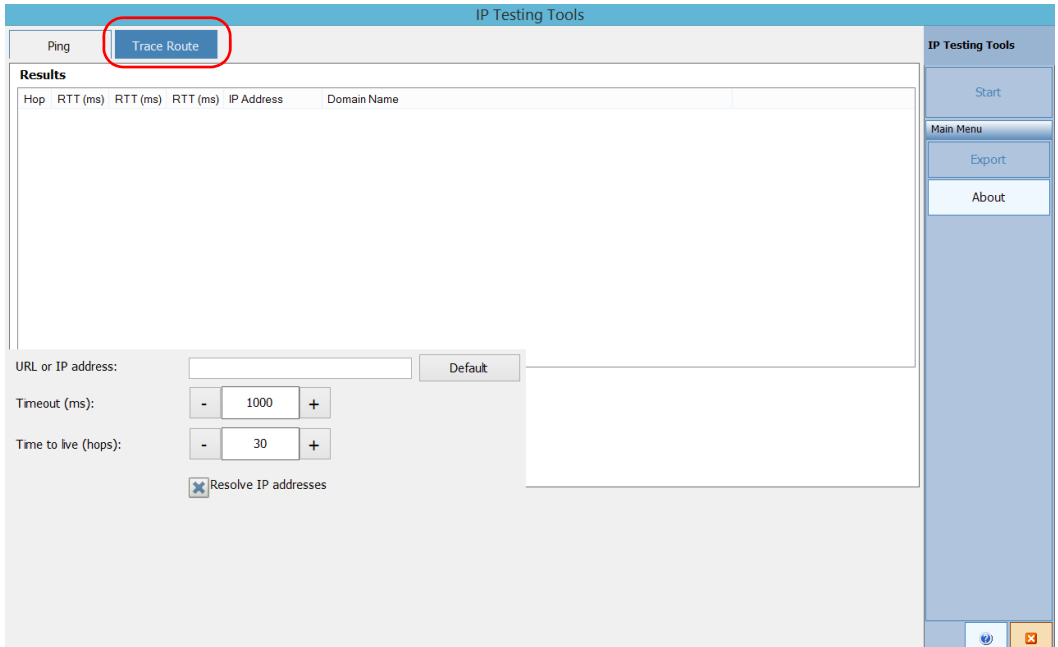 IP Testing Tools
Ping
Trace Route
IP Testing Tools
Results
Hop RTT (ms) RTT (ms) RTT (ms) IP Address Domain Name
Start
Main Menu
Export
About
URL or IP address:
Default
Timeout (ms):
- 1000 +
Time to live (hops):
- 30 +
Resolve IP addresses
?